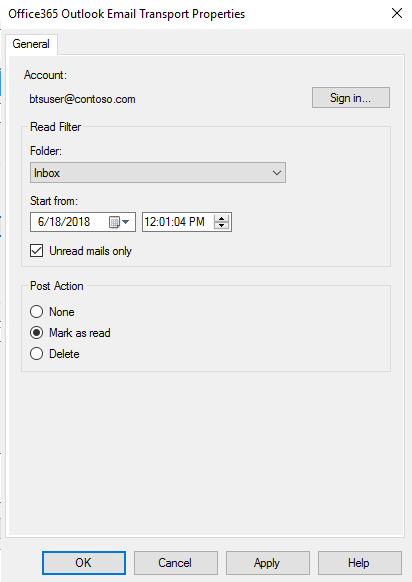 Office365 Outlook Email Transport Properties
General
Account:
btsuser@contoso.com
Sign in...
Read Filter
Folder:
Inbox
Start from:
6/18/2018 12:01:04 PM
Unread mails only
Post Action
None
Mark as read
Delete
OK Cancel Apply Help